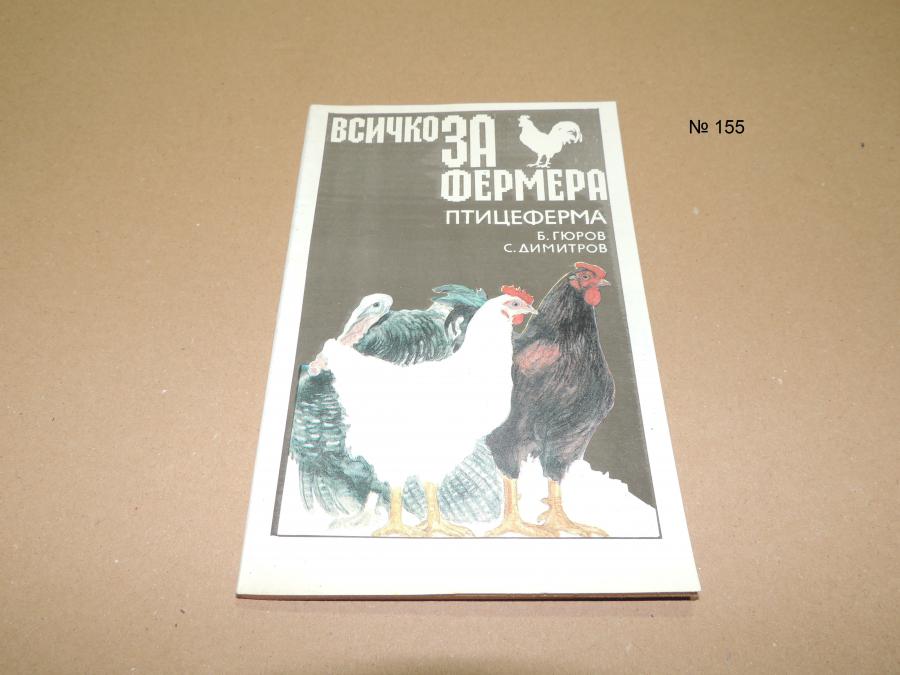 ВСИЧКО ЗА
ФЕРМЕРА
ПТИЦЕФЕРМА
Б. ГЮРОВ
С. ДИМИТРОВ
№ 155